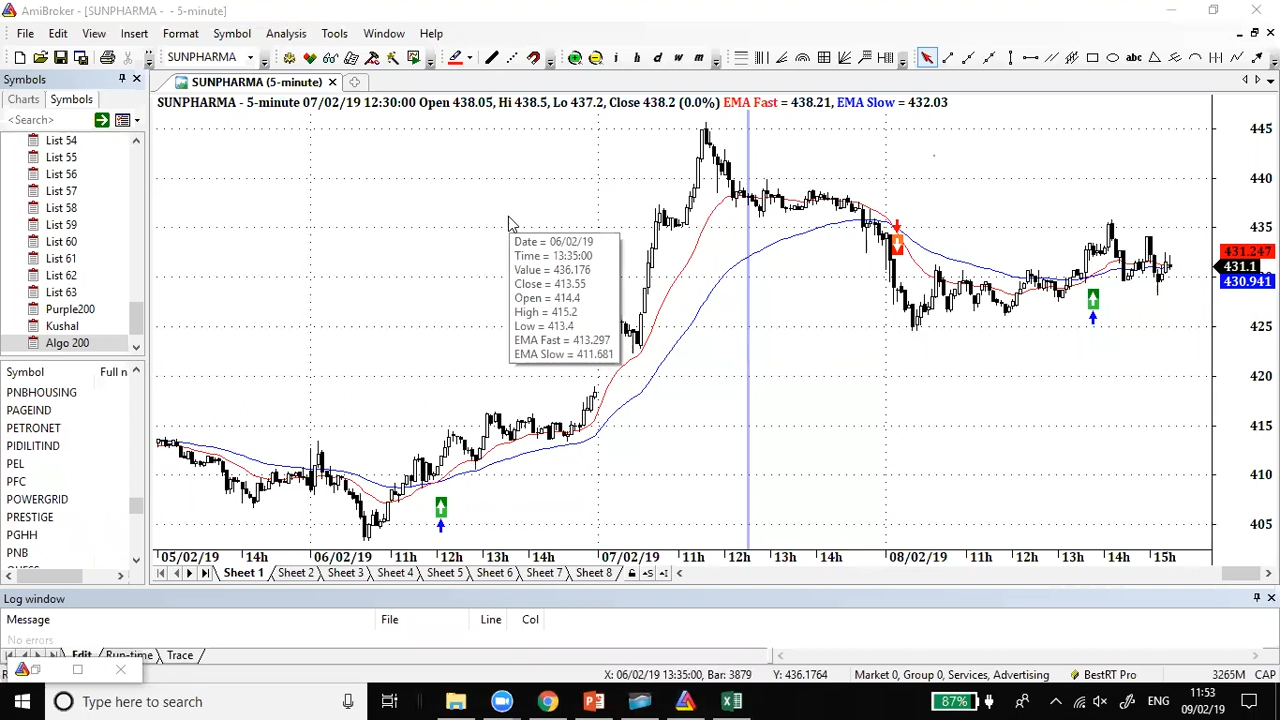 AmiBroker - [SUNPHARMA - - 5-minute]
File Edit View Insert Format Symbol Analysis Tools Window Help
SUNPHARMA
i h d w m
abc
Symbols
SUNPHARMA (5-minute)
Charts Symbols
<Search>
SUNPHARMA - 5-minute 07/02/19 12:30:00 Open 438.05, Hi 438.5, Lo 437.2, Close 438.2 (0.0%) EMA Fast = 438.21, EMA Slow = 432.03
List 54
List 55
List 56
List 57
List 58
List 59
List 60
List 61
List 62
List 63
Purple200
Kushal
Algo 200
Symbol Full n
PNBHOUSING
PAGEIND
PETRONET
PIDILITIND
PEL
PFC
POWERGRID
PRESTIGE
PGHH
PNB
Date = 06/02/19
Time = 13:35:00
Value = 436.176
Close = 413.55
Open = 414.4
High = 415.2
Low = 413.4
EMA Fast = 413.297
EMA Slow = 411.681
445
440
435
431.247
431.1
430.941
425
420
415
410
405
05/02/19 14h 06/02/19 11h 12h 13h 14h 07/02/19 11h 12h 13h 14h 08/02/19 11h 12h 13h 14h 15h
Sheet 1 Sheet 2 Sheet 3 Sheet 4 Sheet 5 Sheet 6 Sheet 7 Sheet 8
Log window
Message File Line Col
No errors
Edit Run-time Trace
X: 06/02/19 13:35:00, Bar: 3879 Y: 436.1764 Market 0, Group 0, Services, Advertising BestRT Pro 3265M CAP
Type here to search
87%
ENG
11:53
09/02/19